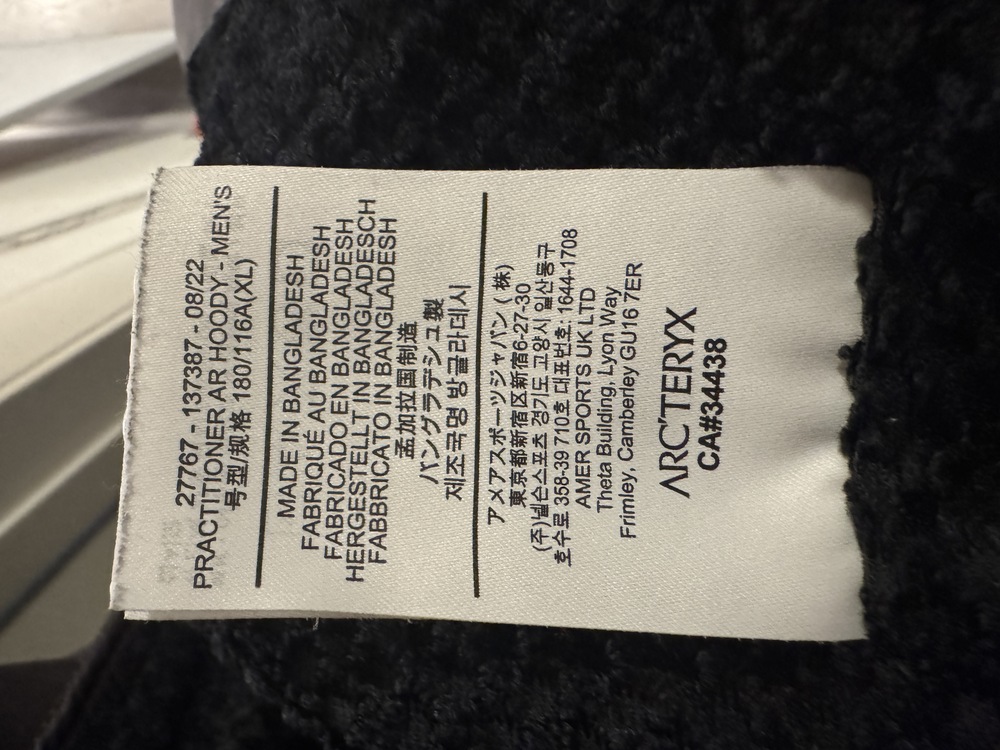 27767 - 137387 - 08/22
PRACTITIONER AR HOODY - MEN'S
号型/规格 180/116A(XL)
MADE IN BANGLADESH
FABRIQUÉ AU BANGLADESH
FABRICADO EN BANGLADESH
HERGESTELLT IN BANGLADESCH
FABBRICATO IN BANGLADESH
孟加拉国制造
バングラデシュ製
제조국명 방글라데시
アメアスポーツジャパン ( 株)
東京都新宿区新宿6-27-30
(주)넬슨스포츠 경기도 고양시 일산동구
호수로 358-39 710호 대표번호: 1644-1708
AMER SPORTS UK LTD
Theta Building, Lyon Way
Frimley, Camberley GU16 7ER
ARC'TERYX
CA#34438